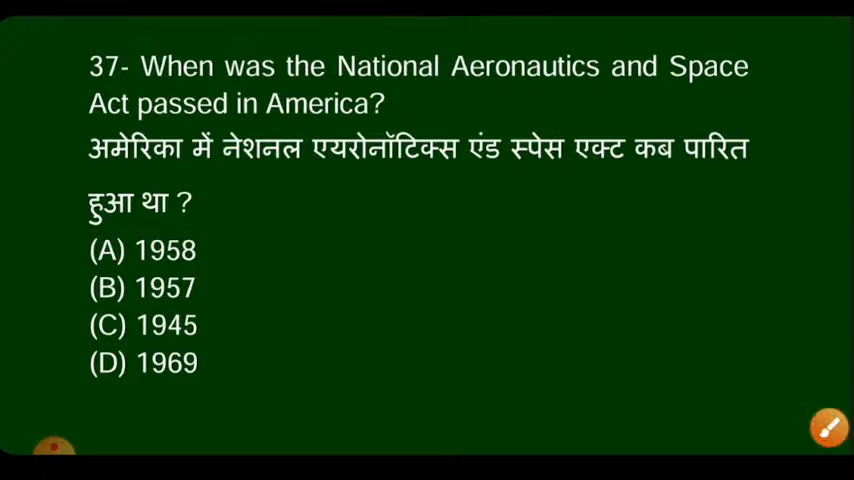 37- When was the National Aeronautics and Space
Act passed in America?
अमेरिका में नेशनल एयरोनॉटिक्स एंड स्पेस एक्ट कब पारित
हुआ था ?
(A) 1958
(B) 1957
(C) 1945
(D) 1969